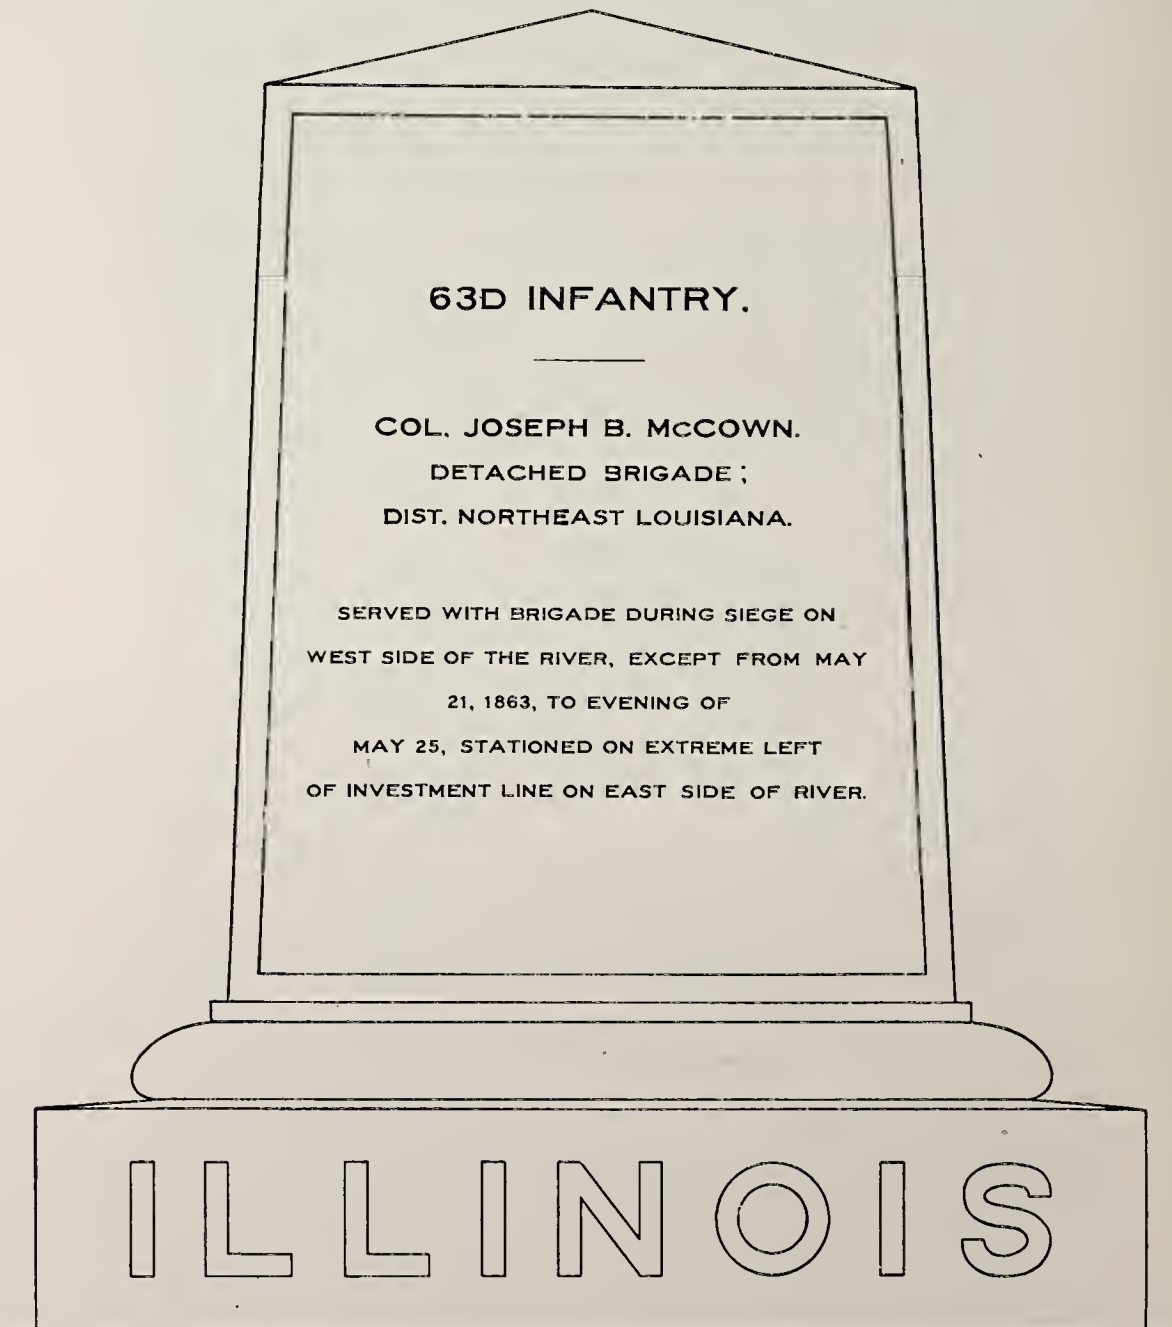 63D INFANTRY.
COL. JOSEPH B. McCOWN.
DETACHED BRIGADE;
DIST. NORTHEAST LOUISIANA.
SERVED WITH BRIGADE DURING SIEGE ON
WEST SIDE OF THE RIVER, EXCEPT FROM MAY
21, 1863, TO EVENING OF
MAY 25, STATIONED ON EXTREME LEFT
OF INVESTMENT LINE ON EAST SIDE OF RIVER.
ILLINOIS